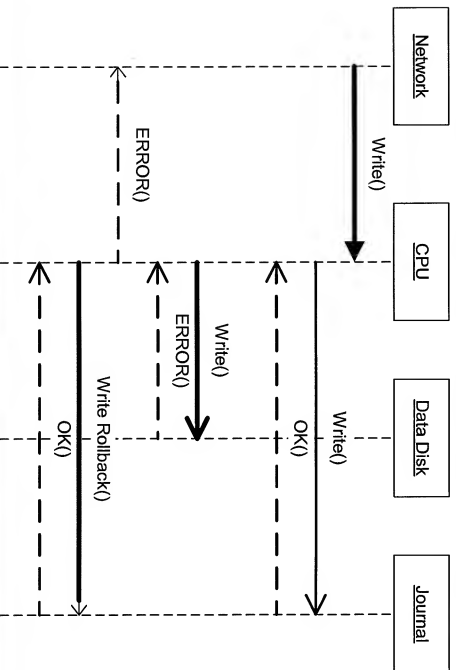 Network
CPU
Data Disk
Journal
Write()
Write()
OK()
Write()
ERROR()
ERROR()
Write Rollback()
OK()